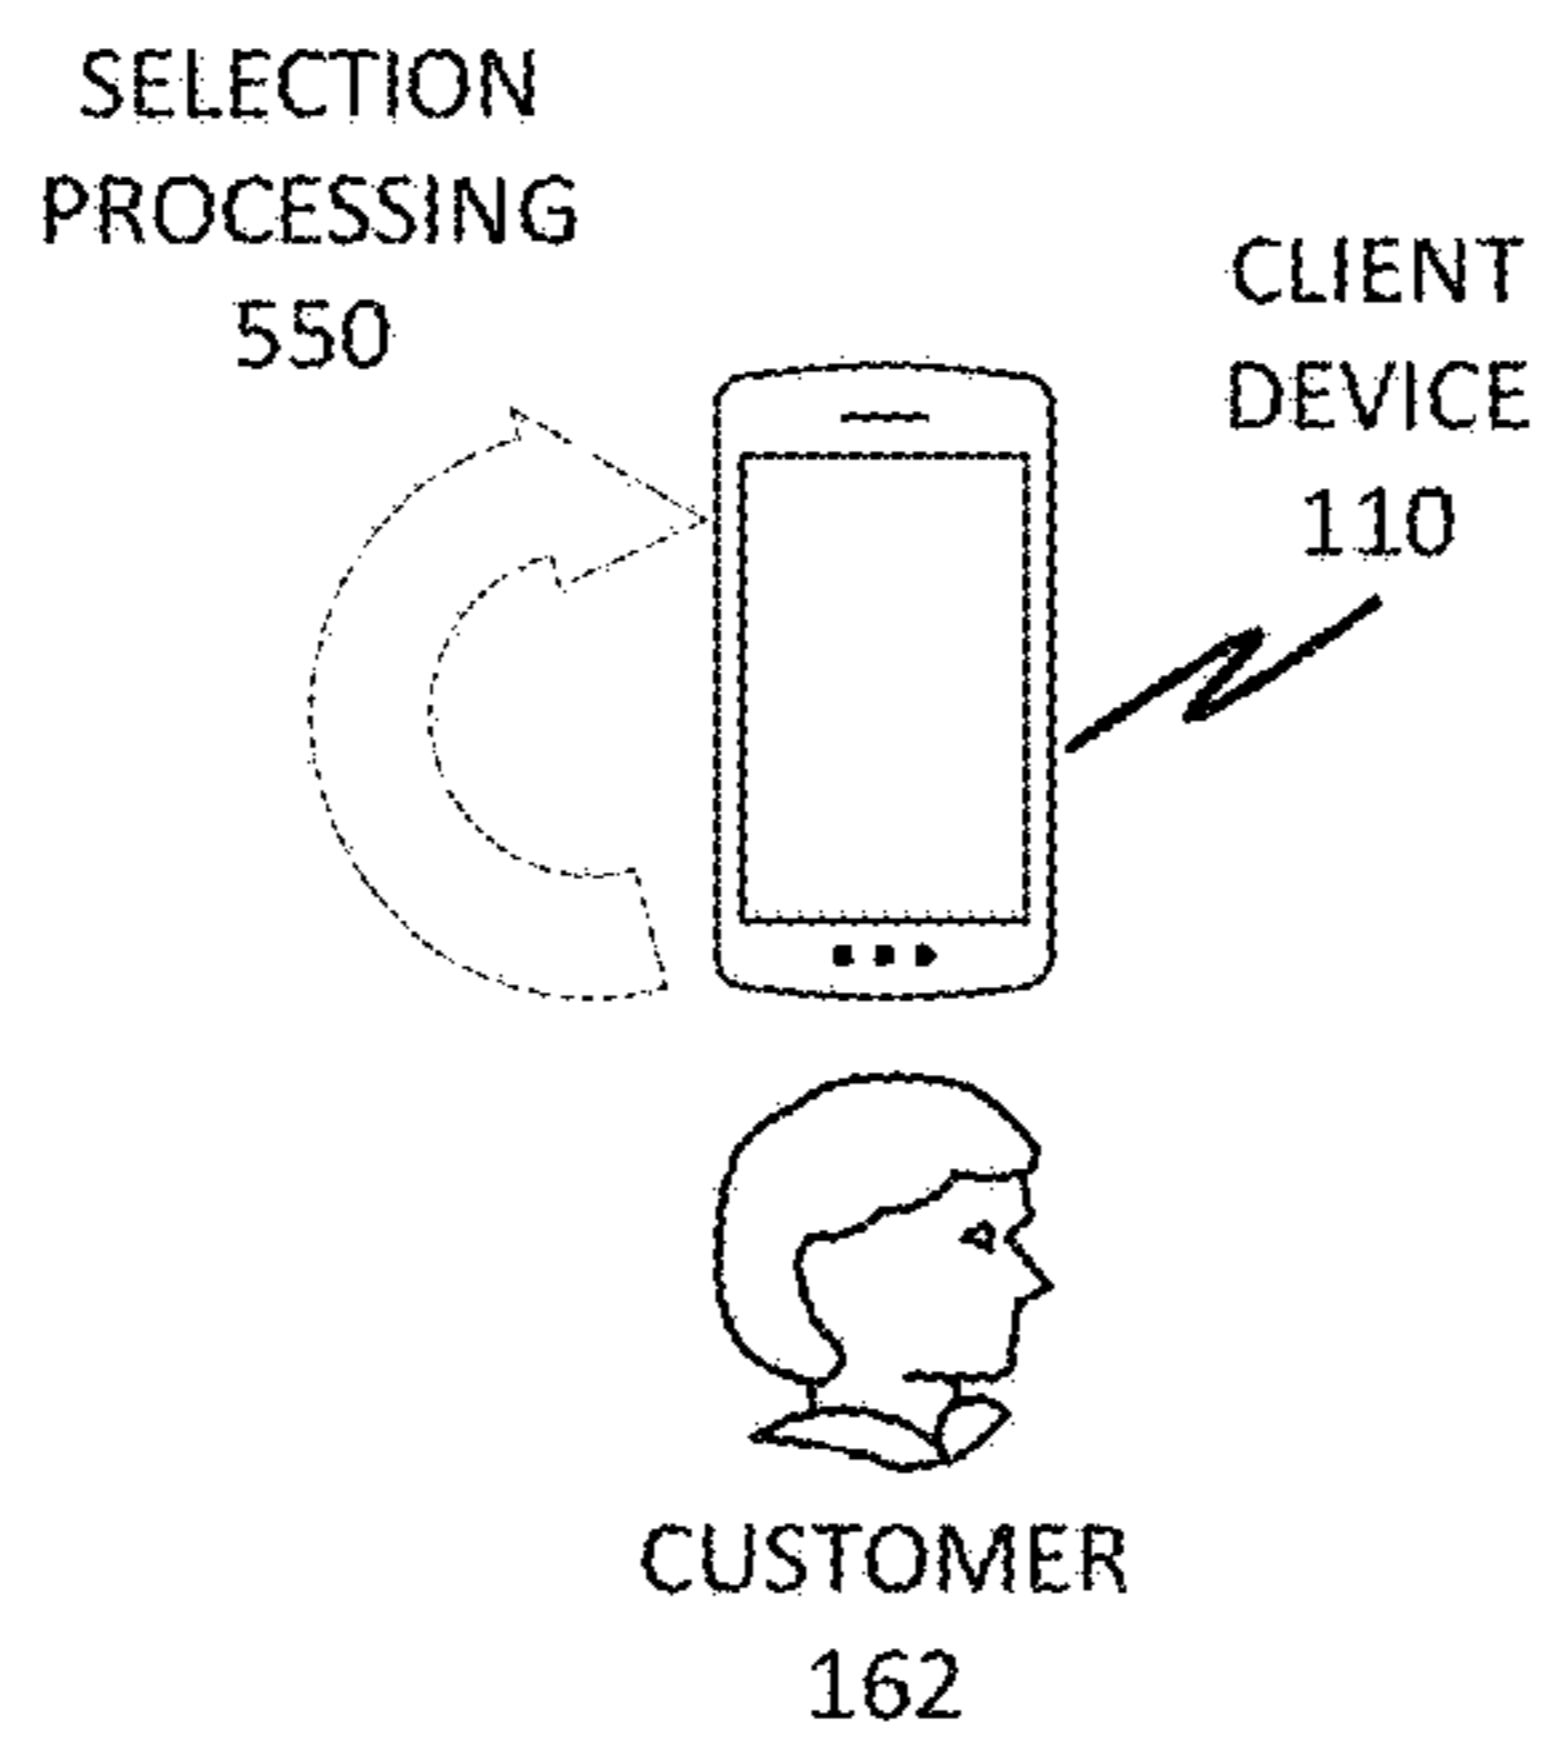 SELECTION
PROCESSING
550
CLIENT
DEVICE
110
CUSTOMER
162